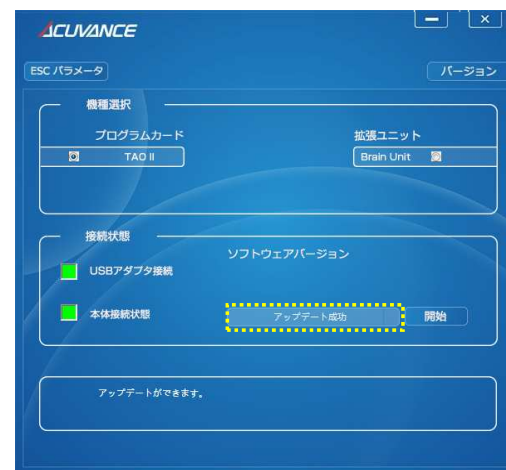 ACUVANCE
ESC パラメータ
バージョン
機種選択
プログラムカード
拡張ユニット
TAO II
Brain Unit
接続状態
ソフトウェアバージョン
USBアダプタ接続
本体接続状態
アップデート成功
開始
アップデートができます。